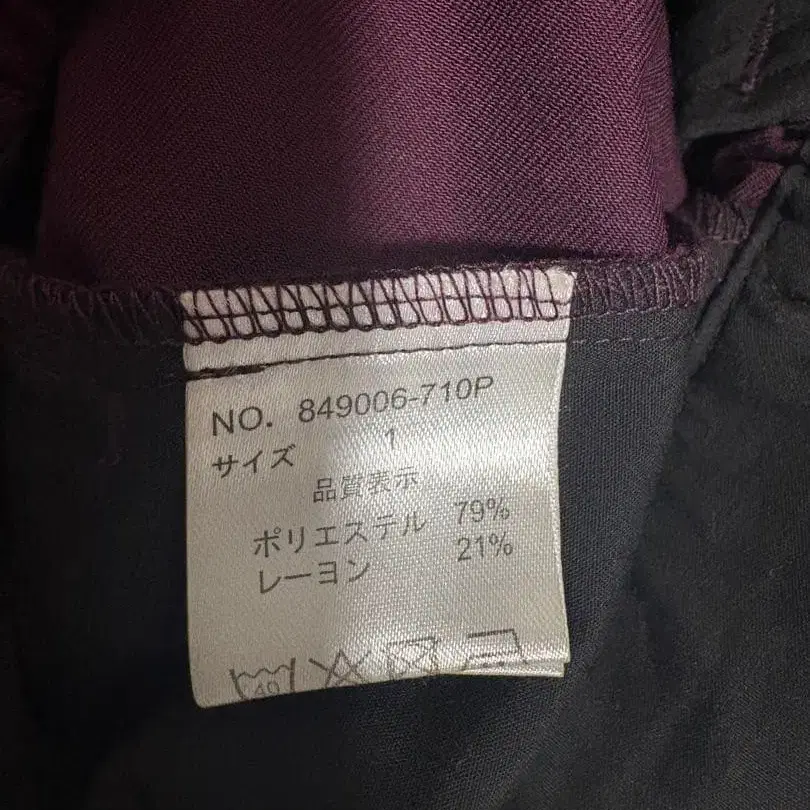 NO. 849006-710P
サイズ 1
品質表示
ポリエステル 79%
レーヨン 21%
40